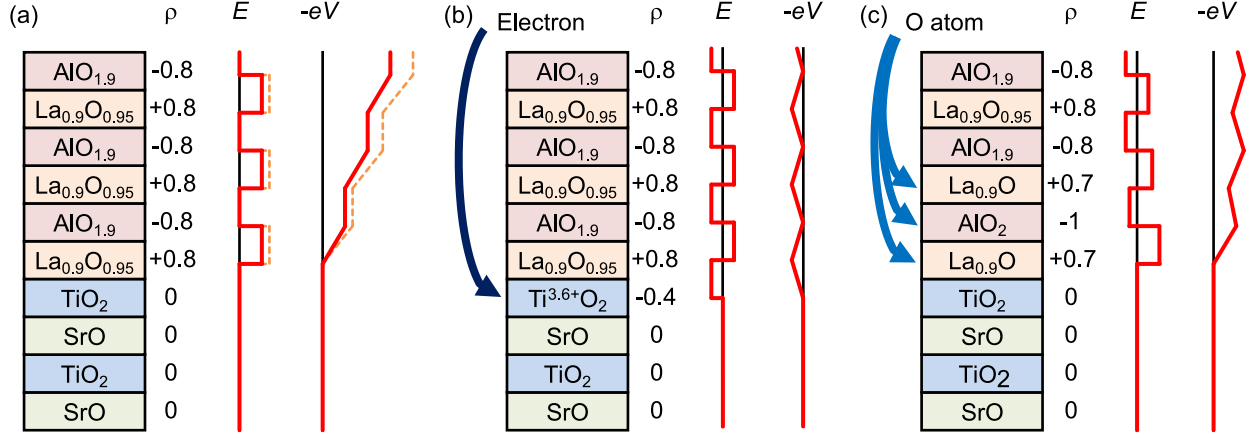 (a) ρ E -eV (b) Electron ρ E -eV (c) O atom ρ E -eV
AlO1.9 -0.8 AlO1.9 -0.8 AlO1.9 -0.8
La0.9O0.95 +0.8 La0.9O0.95 +0.8 La0.9O0.95 +0.8
AlO1.9 -0.8 AlO1.9 -0.8 AlO1.9 -0.8
La0.9O0.95 +0.8 La0.9O0.95 +0.8 La0.9O +0.7
AlO1.9 -0.8 AlO1.9 -0.8 AlO2 -1
La0.9O0.95 +0.8 La0.9O0.95 +0.8 La0.9O +0.7
TiO2 0 Ti3.6+O2 -0.4 TiO2 0
SrO 0 SrO 0 SrO 0
TiO2 0 TiO2 0 TiO2 0
SrO 0 SrO 0 SrO 0